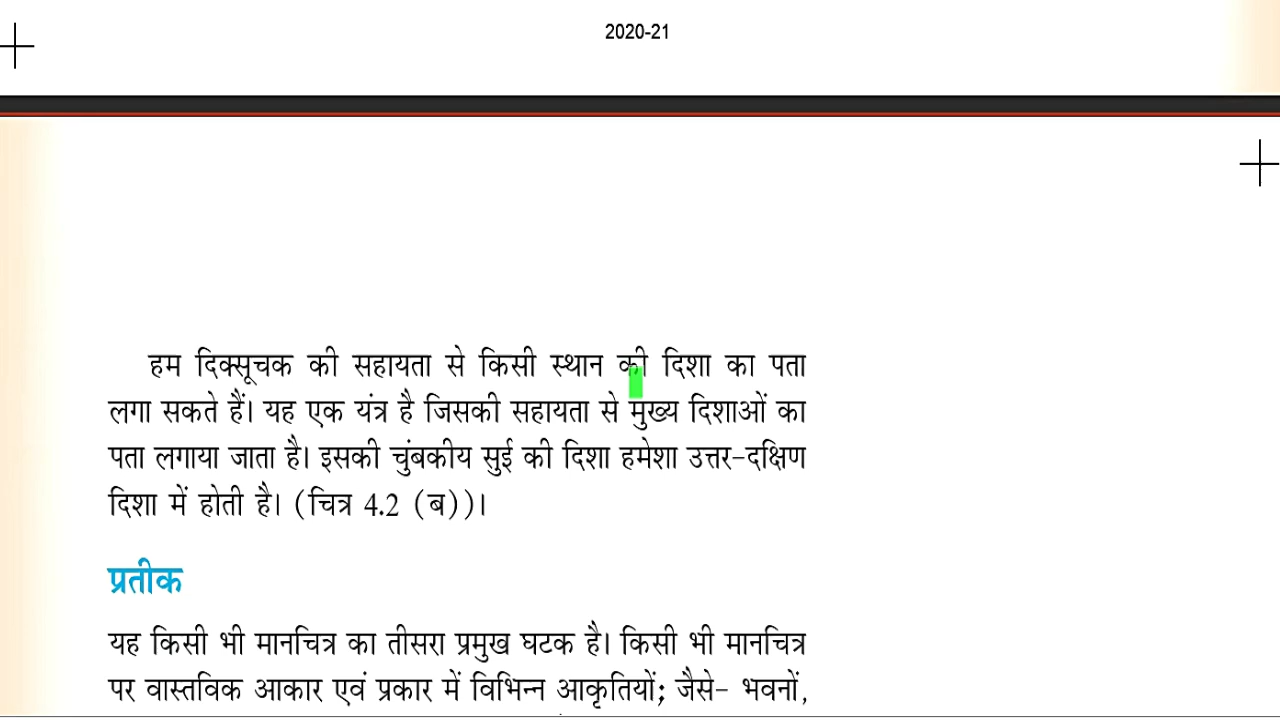 2020-21
हम दिक्सूचक की सहायता से किसी स्थान की दिशा का पता
लगा सकते हैं। यह एक यंत्र है जिसकी सहायता से मुख्य दिशाओं का
पता लगाया जाता है। इसकी चुंबकीय सुई की दिशा हमेशा उत्तर-दक्षिण
दिशा में होती है। (चित्र 4.2 (ब))।
प्रतीक
यह किसी भी मानचित्र का तीसरा प्रमुख घटक है। किसी भी मानचित्र
पर वास्तविक आकार एवं प्रकार में विभिन्न आकृतियों; जैसे- भवनों,